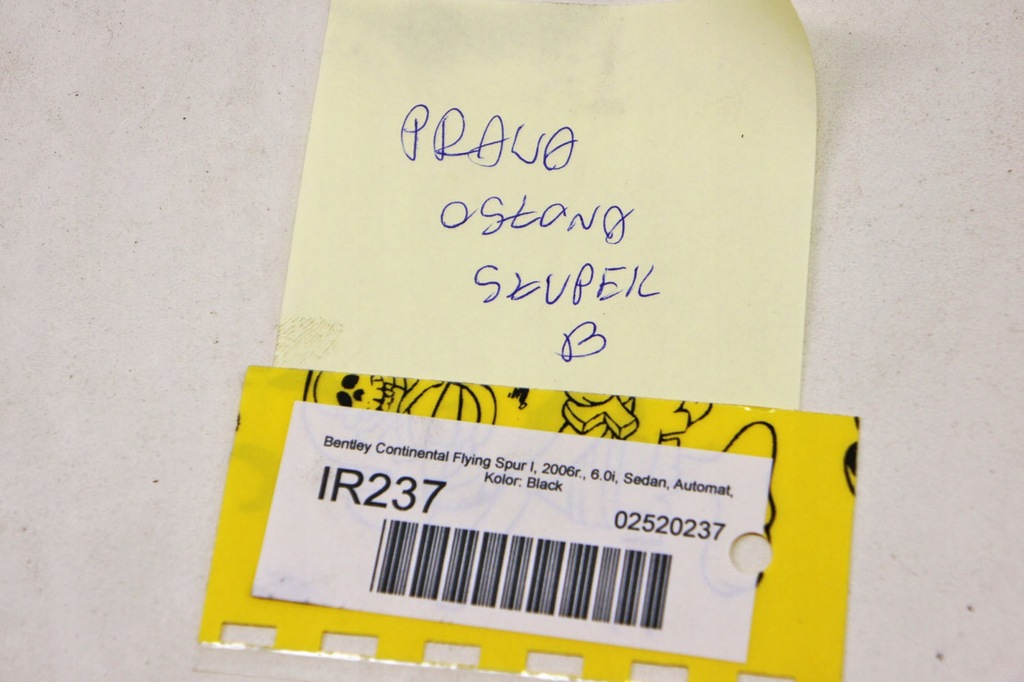 PRAWA
OSŁONA
SŁUPEK
B
Bentley Continental Flying Spur I, 2006r., 6.0i, Sedan, Automat,
Kolor: Black
IR237
02520237